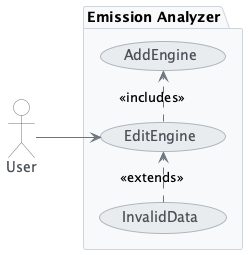 Emission Analyzer
AddEngine
«includes»
EditEngine
User
«extends»
InvalidData